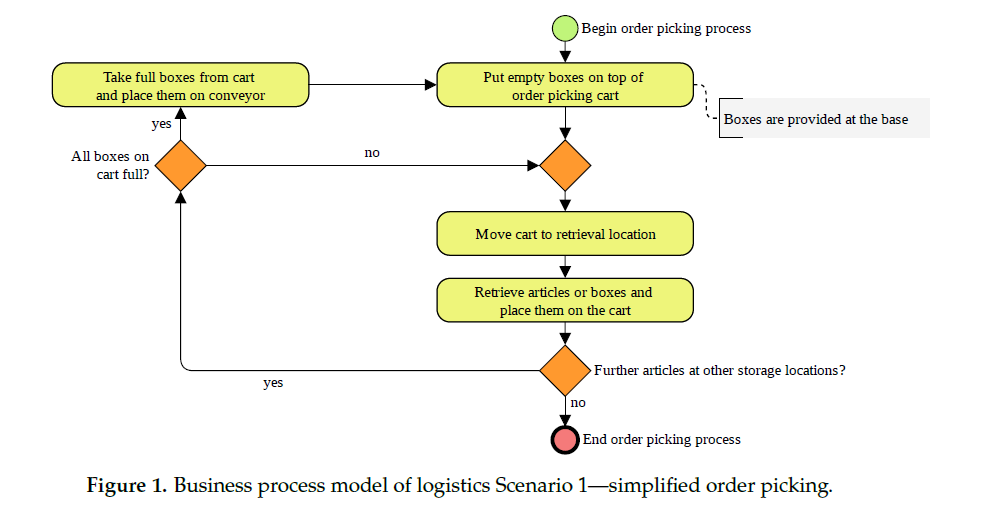 Begin order picking process
Take full boxes from cart
and place them on conveyor
Put empty boxes on top of
order picking cart
Boxes are provided at the base
yes
All boxes on
cart full?
no
Move cart to retrieval location
Retrieve articles or boxes and
place them on the cart
Further articles at other storage locations?
yes
no
End order picking process
Figure 1. Business process model of logistics Scenario 1—simplified order picking.